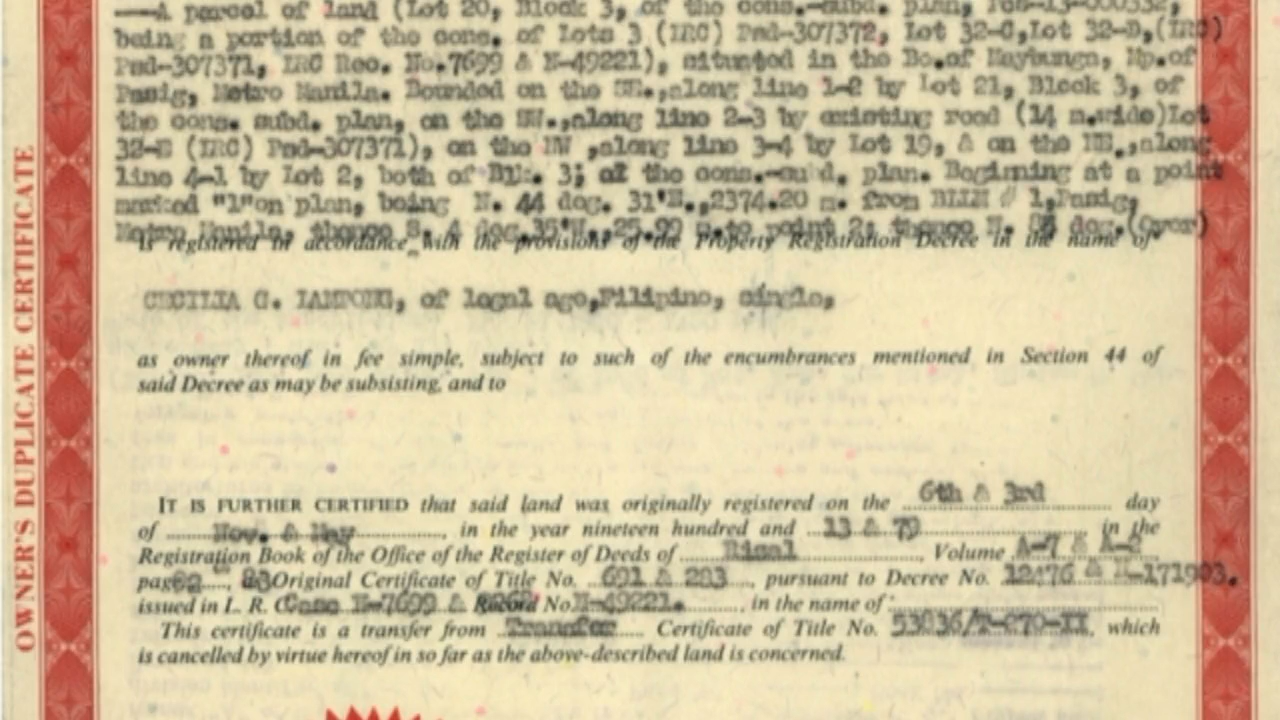 —A parcel of land (Lot 20, Block 3, of the cons.-subd. plan,
being a portion of the cons. of Lots 3 (IRC) Psd-307372, Lot 32-C,Lot 32-D,(IRC)
Psd-307371, IRC Rec. No.7699 & N-49221), situated in the Bo.of Maybunga, Mp.of
Pasig, Metro Manila. Bounded on the along line 1-2 by Lot 21, Block 3, of
the cons. subd. plan, on the SW.,along line 2-3 by existing road (14 m.wide)Lot
(IRC) Psd-307371), on the NW ,along line 3-4 by Lot 19, & on the NE.,along
line 4-1 by Lot 2, both of Blk. 3; of the cons.-subd. plan. Beginning at a point
marked "1"on plan, being N. 44 deg. 31'E.,2374.20 m. from BLLM # 1,Pasig,
Metro Manila, thence S. 4 deg.35'W.,25.99 m.to point 2; thence N. deg.(Over)
is registered in accordance with the provisions of the Property Registration Decree in the name of
CECILIA G. of legal age,Filipino, single,
as owner thereof in fee simple, subject to such of the encumbrances mentioned in Section 44 of
said Decree as may be subsisting, and to
IT IS FURTHER CERTIFIED that said land was originally registered on the 6th & 3rd day
of Nov. & May, in the year nineteen hundred and 13 & 79 in the
Registration Book of the Office of the Register of Deeds of Rizal, Volume A-7 &
page Original Certificate of Title No. 691 & 283, pursuant to Decree No. 12476 & N-171903.
issued in L. R. Case N-7699 & Record No.N-49221., in the name of
This certificate is a transfer from Transfer Certificate of Title No. 53836/T-270-II, which
is cancelled by virtue hereof in so far as the above-described land is concerned.
OWNER'S DUPLICATE CERTIFICATE